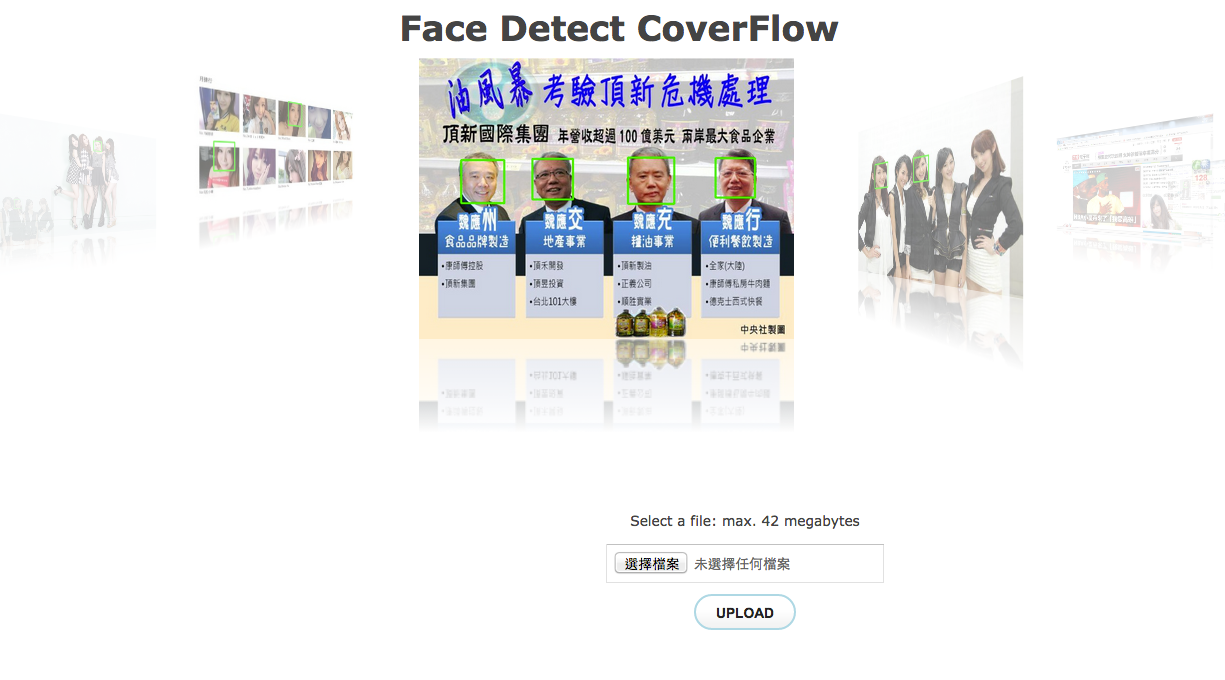 Face Detect CoverFlow
油風暴 考驗頂新危機處理
頂新國際集團 年營收超過 100 億美元 兩岸最大食品企業
魏應州 魏應交 魏應充 魏應行
食品品牌製造 地產事業 糧油事業 便利餐飲製造
•康師傅控股 •頂禾開發 •頂新製油 •全家(大陸)
•頂新集團 •頂昱投資 •正義公司 •康師傅私房牛肉麵
•台北101大樓 •順胜實業 •德克士西式快餐
中央社製圖
Select a file: max. 42 megabytes
選擇檔案 未選擇任何檔案
UPLOAD